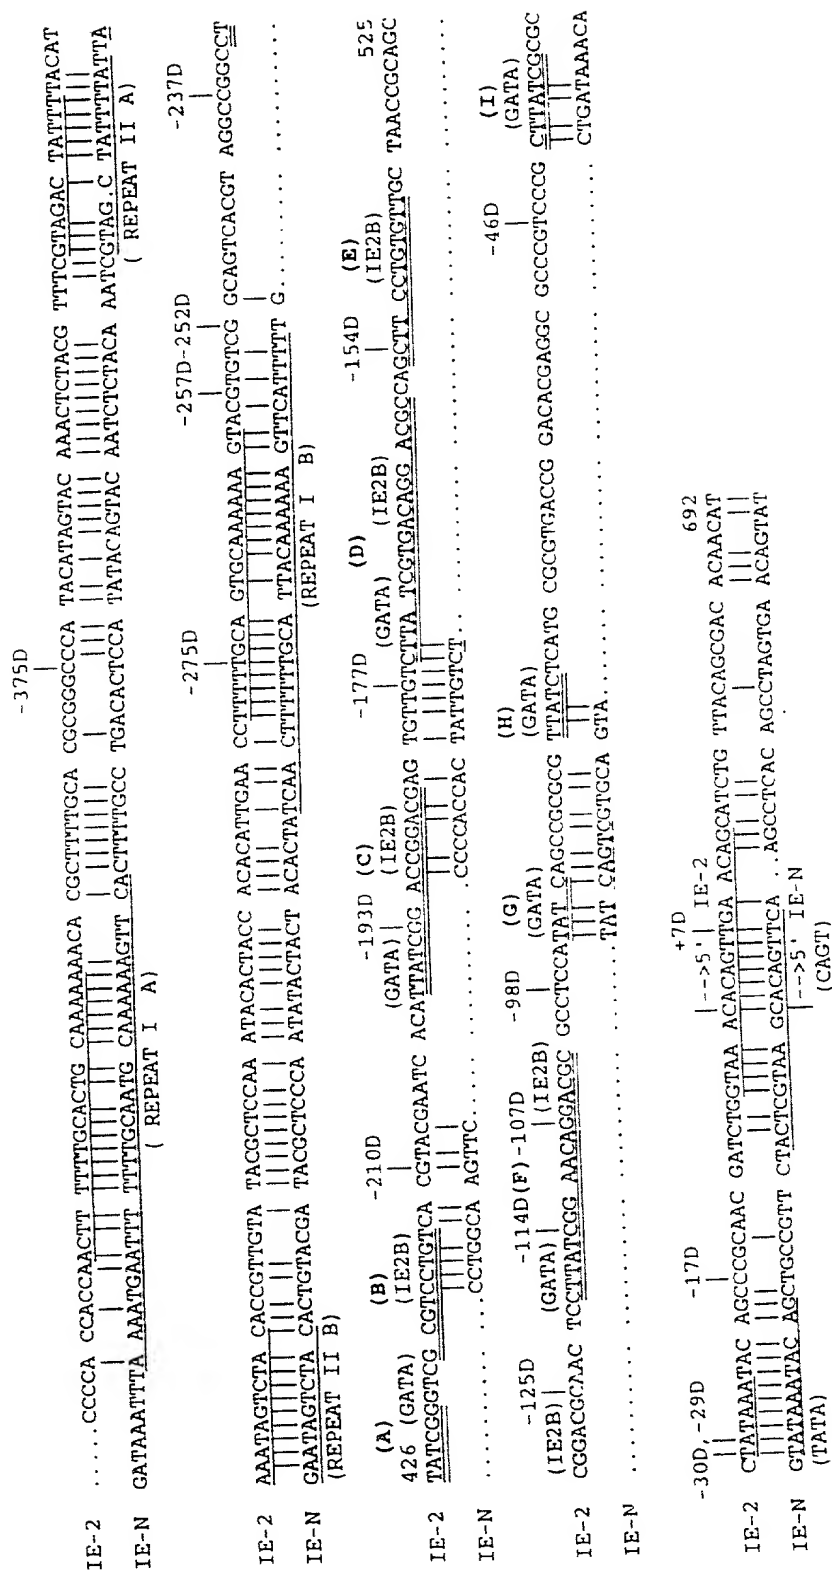 -375D
IE-2 .....CCCCA CCACCAACTT TTTTGCACTG CAAAAAAACA CGCTTTTGCA CGCGGGCCCA TACATAGTAC AAACTCTACG TTTCGTAGAC TATTTTACAT
IE-N GATAAATTTA AAATGAATTT TTTTGCAATG CAAAAAAGTT CACTTTTGCC TGACACTCCA TATACAGTAC AATCTCTACA AATCGTAG.C TATTTTATTA
( REPEAT I A) ( REPEAT II A)
-275D -257D-252D -237D
IE-2 AAATAGTCTA CACCGTTGTA TACGCTCCAA ATACACTACC ACACATTGAA CCTTTTTGCA GTGCAAAAAA GTACGTGTCG GCAGTCACGT AGGCCGGCCT
IE-N GAATAGTCTA CACTGTACGA TACGCTCCCA ATATACTACT ACACTATCAA CTTTTTTGCA TTACAAAAAA GTTCATTTTT G..........
(REPEAT II B) (REPEAT I B)
(A) (B) -210D -193D (C) -177D (D) -154D (E)
426 (GATA) (IE2B) (GATA) (IE2B) (GATA) (IE2B) (IE2B) 525
IE-2 TATCGGGTCG CGTCCTGTCA CGTACGAATC ACATTATCGG ACCGGACGAG TGTTGTCTTA TCGTGACAGG ACGCCAGCTT CCTGTGTTGC TAACCGCAGC
IE-N ............CCTGGCA AGTTC..............CCCCACCAC TATTGTCT..............................
-125D -114D(F)-107D -98D (G) (H) -46D (I)
(IE2B) (GATA) (IE2B) (GATA) (GATA) (GATA)
IE-2 CGGACGCAAC TCCTTATCGG AACAGGACGC GCCTCCATAT CAGCCGCGCG TTATCTCATG CGCGTGACCG GACACGAGGC GCCCGTCCCG CTTATCGCGC
IE-N ..............................TAT CAGTCGTGCA GTA.............................. CTGATAAACA
-30D,-29D -17D +7D 692
|-->5' IE-2
IE-2 CTATAAATAC AGCCCGCAAC GATCTGGTAA ACACAGTTGA ACAGCATCTG TTACAGCGAC ACAACAT
IE-N GTATAAATAC AGCTGCCGTT CTACTCGTAA GCACAGTTCA ..AGCCTCAC AGCCTAGTGA ACAGTAT
(TATA) |-->5' IE-N
(CAGT)